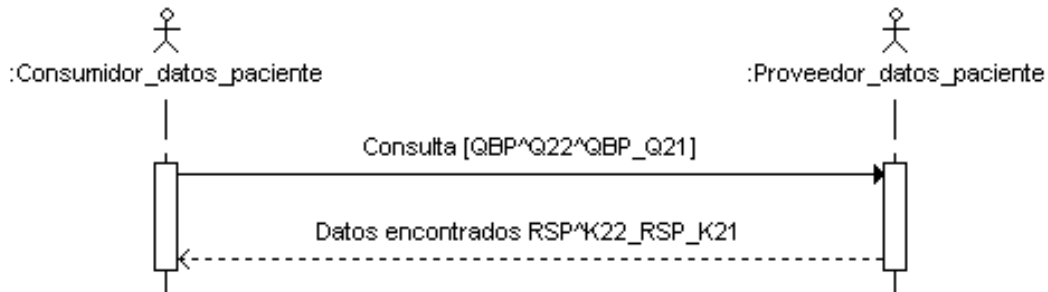 :Consumidor_datos_paciente
:Proveedor_datos_paciente
Consulta [QBP^Q22^QBP_Q21]
Datos encontrados RSP^K22_RSP_K21